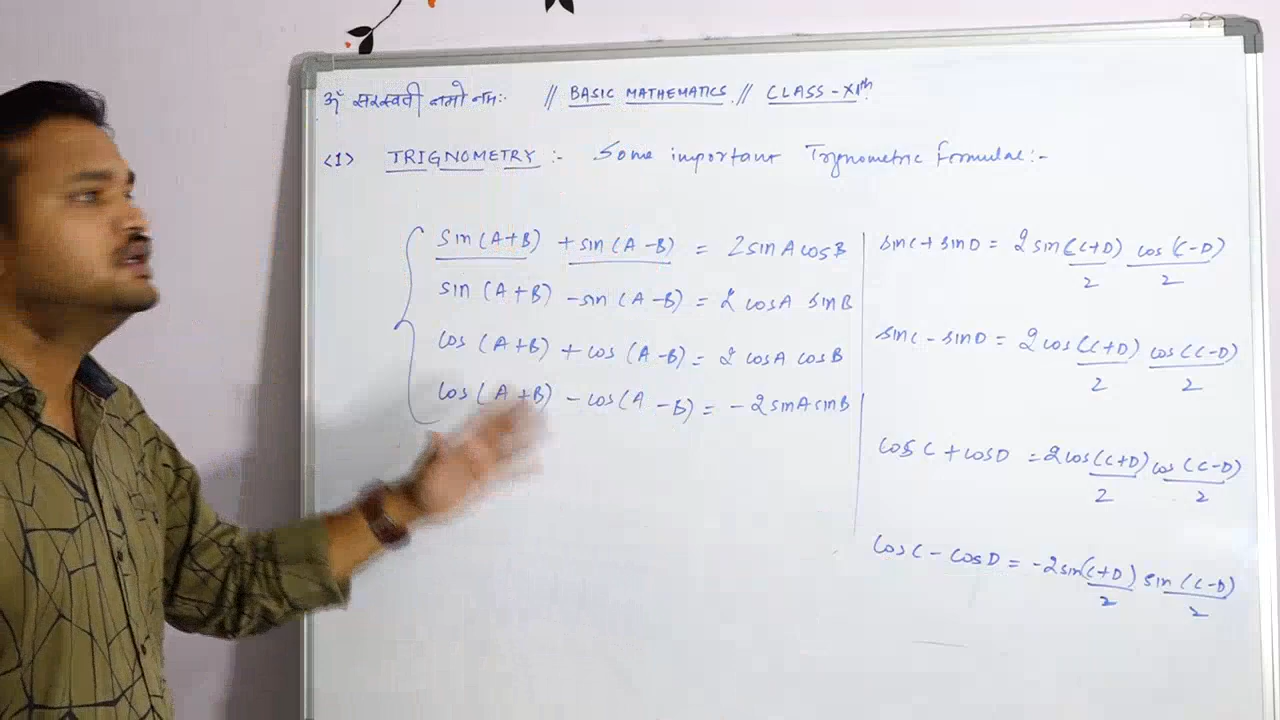 ॐ सरस्वती नमो नमः // BASIC MATHEMATICS // CLASS - XIth
<1> TRIGNOMETRY :- Some important Trignometric formulae :-
sin(A+B) + sin(A-B) = 2 sinA cosB
sin(A+B) - sin(A-B) = 2 cosA sinB
cos(A+B) + cos(A-B) = 2 cosA cosB
cos(A+B) - cos(A-B) = -2 sinA sinB
sinC + sinD = 2 sin (C+D)/2 cos (C-D)/2
sinC - sinD = 2 cos (C+D)/2 cos (C-D)/2
cosC + cosD = 2 cos (C+D)/2 cos (C-D)/2
cosC - cosD = -2 sin (C+D)/2 sin (C-D)/2